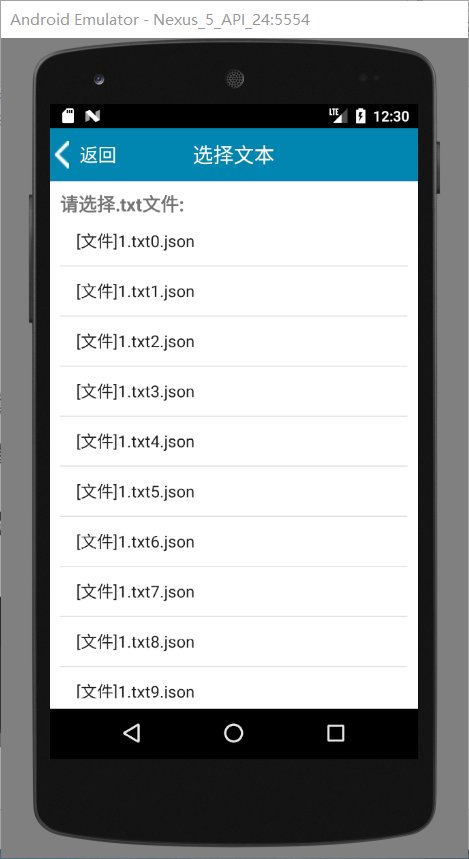 Android Emulator - Nexus_5_API_24:5554
LTE 12:30
返回 选择文本
请选择.txt文件:
[文件]1.txt0.json
[文件]1.txt1.json
[文件]1.txt2.json
[文件]1.txt3.json
[文件]1.txt4.json
[文件]1.txt5.json
[文件]1.txt6.json
[文件]1.txt7.json
[文件]1.txt8.json
[文件]1.txt9.json